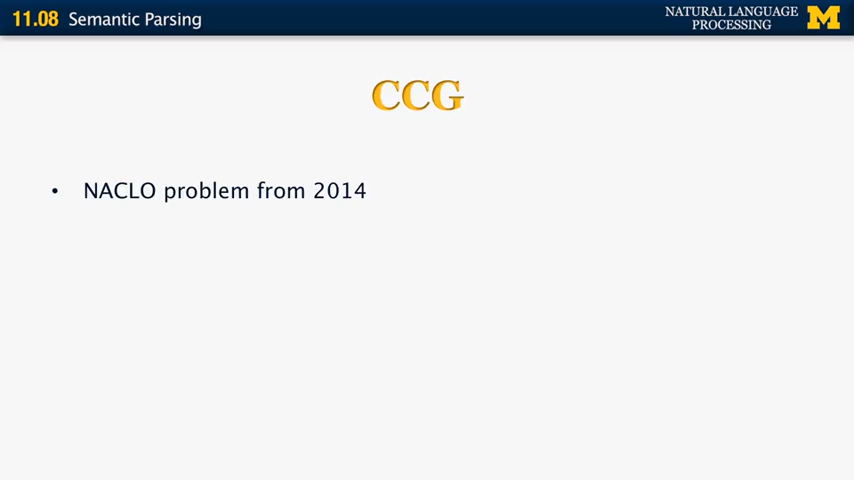 11.08 Semantic Parsing
NATURAL LANGUAGE
PROCESSING
M
CCG
• NACLO problem from 2014